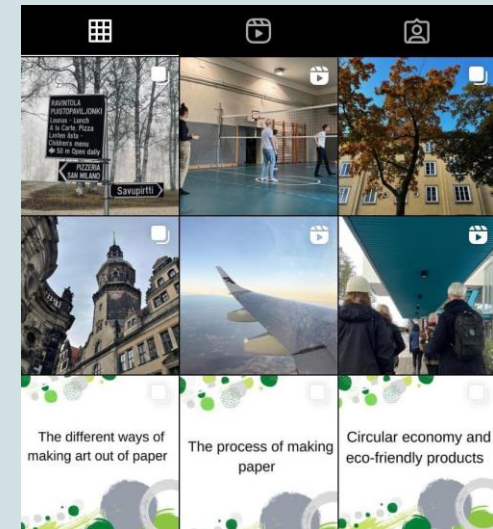 RAVINTOLA
PUISTOPAVILJONKI
Lounas - Lunch
A la Carte, Pizza
Lasten lista -
Children's menu
50 m Open daily
PIZZERIA
SAN MILANO
Savupirtti
The different ways of
making art out of paper
The process of making
paper
Circular economy and
eco-friendly products